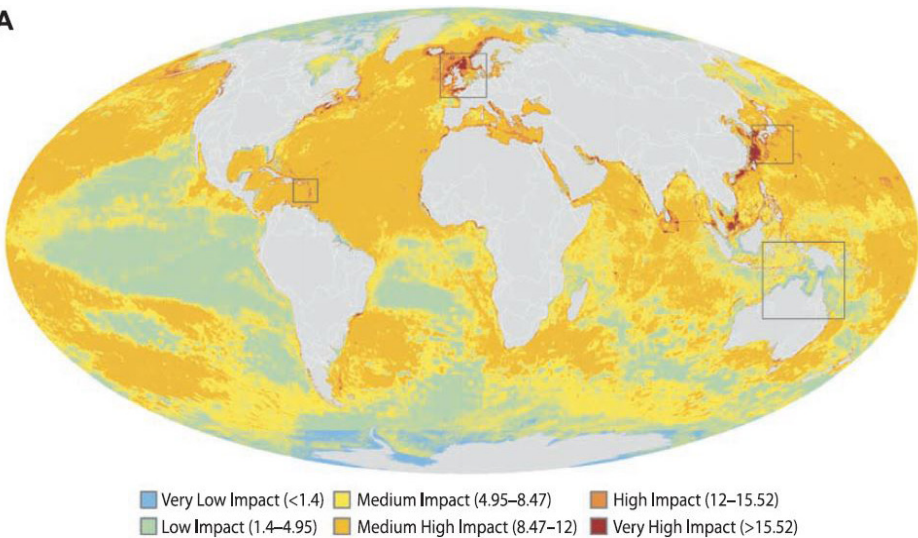 A
Very Low Impact (<1.4)
Medium Impact (4.95–8.47)
High Impact (12–15.52)
Low Impact (1.4–4.95)
Medium High Impact (8.47–12)
Very High Impact (>15.52)